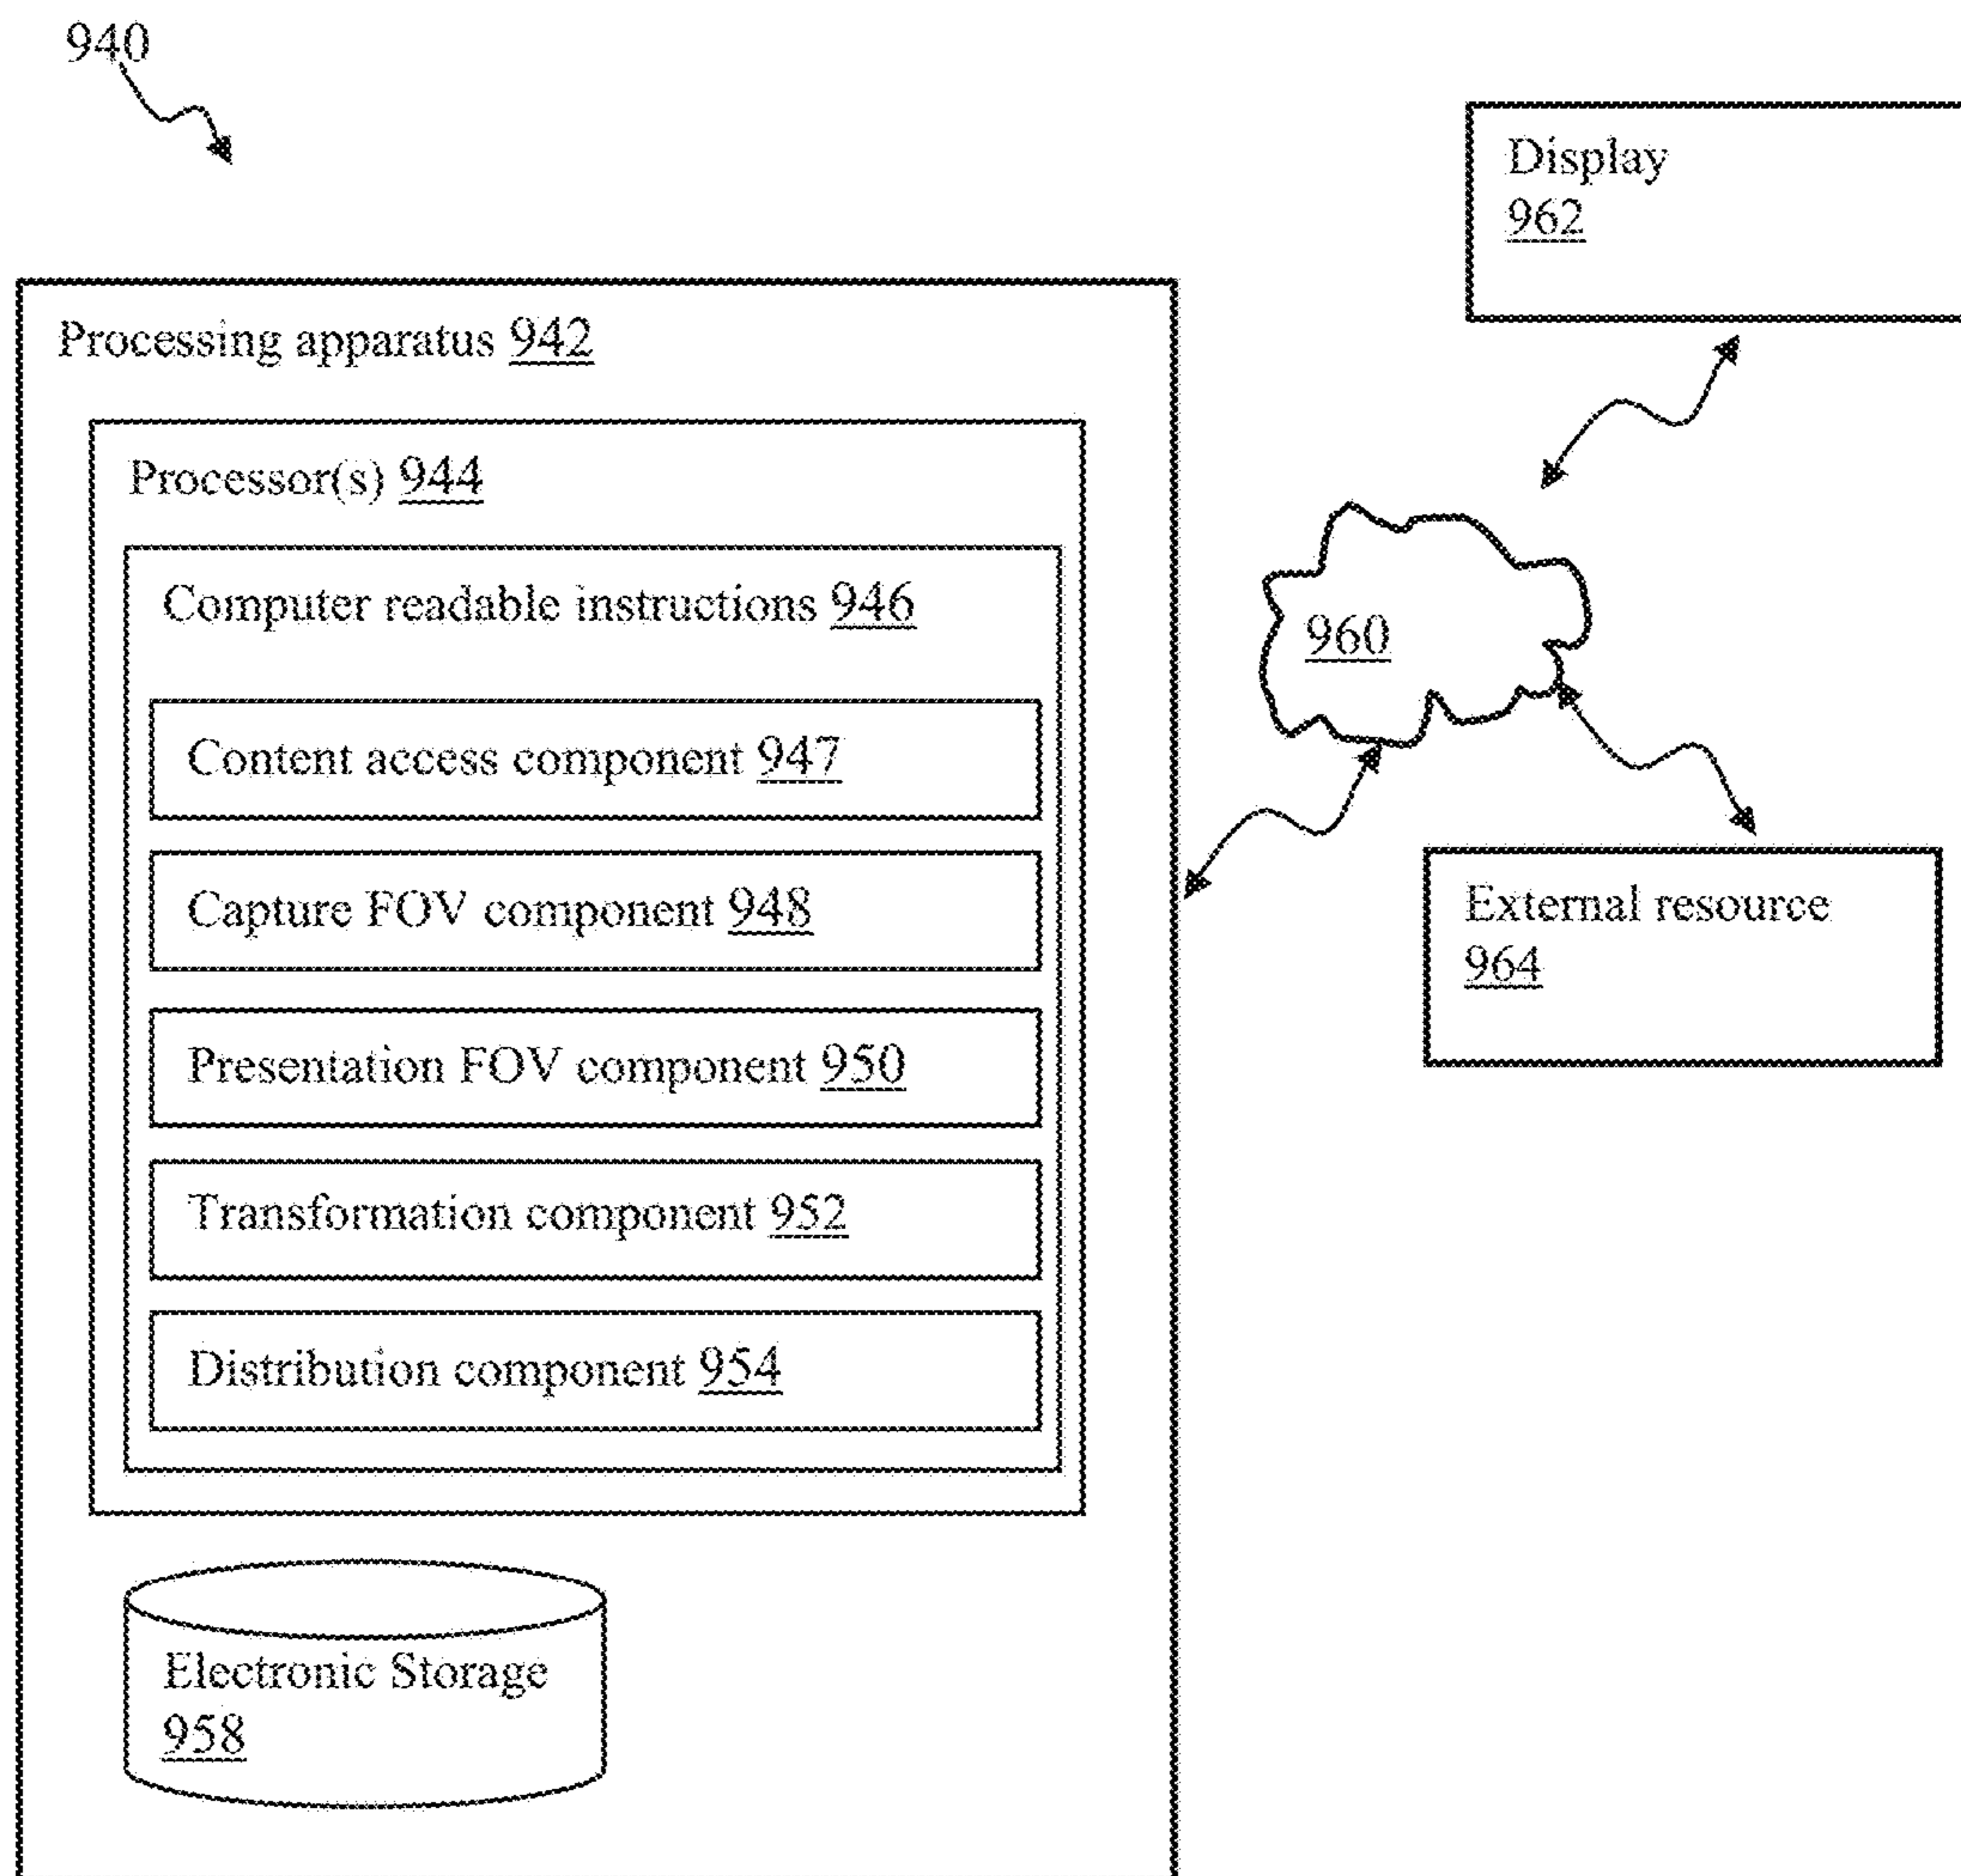 940
Display
962
Processing apparatus 942
Processor(s) 944
Computer readable instructions 946
960
Content access component 947
Capture FOV component 948
External resource
964
Presentation FOV component 950
Transformation component 952
Distribution component 954
Electronic Storage
958